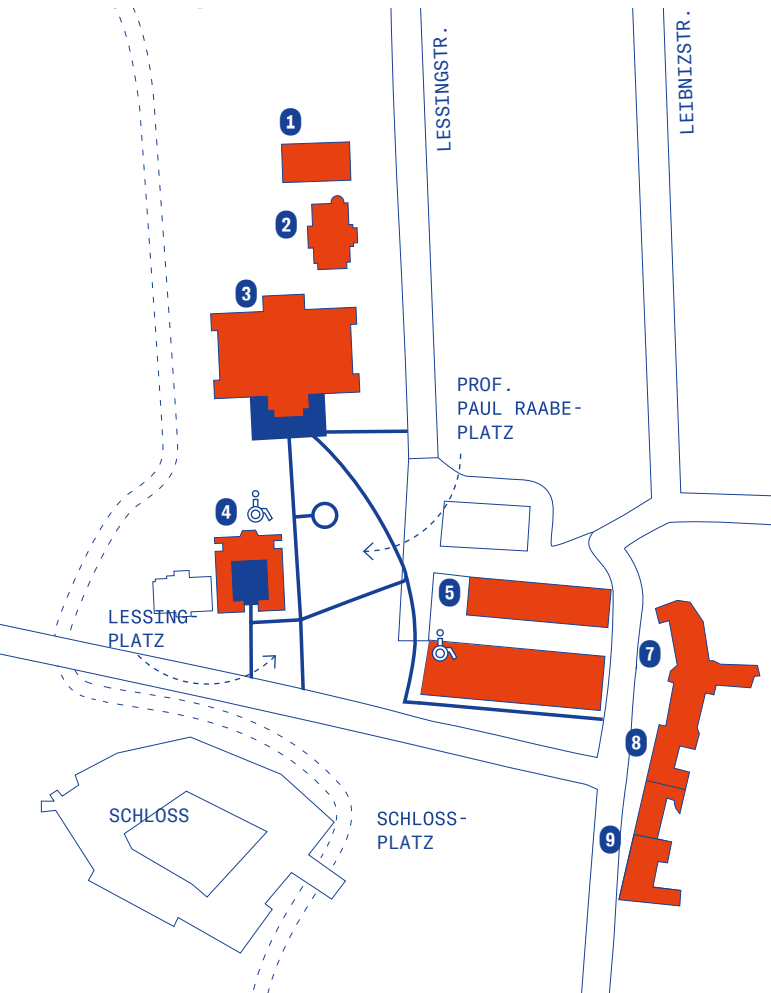 LESSINGSTR.
LEIBNIZSTR.
1
2
3
PROF.
PAUL RAABE-
PLATZ
4
5
LESSING-
PLATZ
7
8
SCHLOSS
SCHLOSS-
PLATZ
9